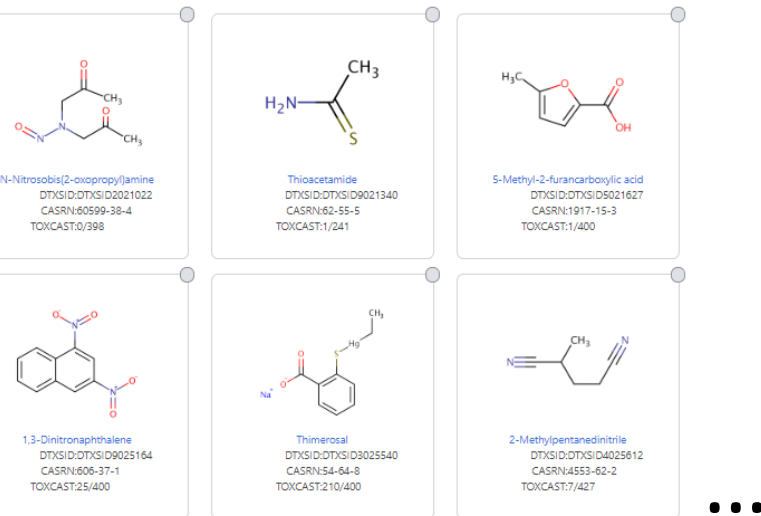 O
CH₃
O
O
N
N
CH₃
N-Nitrosobis(2-oxopropyl)amine
DTXSID:DTXSID2021022
CASRN:60599-38-4
TOXCAST:0/398
CH₃
H₂N
S
Thioacetamide
DTXSID:DTXSID9021340
CASRN:62-55-5
TOXCAST:1/241
H₃C
O
O
OH
5-Methyl-2-furancarboxylic acid
DTXSID:DTXSID5021627
CASRN:1917-15-3
TOXCAST:1/400
O⁻
O
N⁺
O⁻
N⁺
O
1,3-Dinitronaphthalene
DTXSID:DTXSID9025164
CASRN:606-37-1
TOXCAST:25/400
CH₃
Hg
S
O
O⁻
Na⁺
Thimerosal
DTXSID:DTXSID3025540
CASRN:54-64-8
TOXCAST:210/400
CH₃
N
N
2-Methylpentanedinitrile
DTXSID:DTXSID4025612
CASRN:4553-62-2
TOXCAST:7/427
...